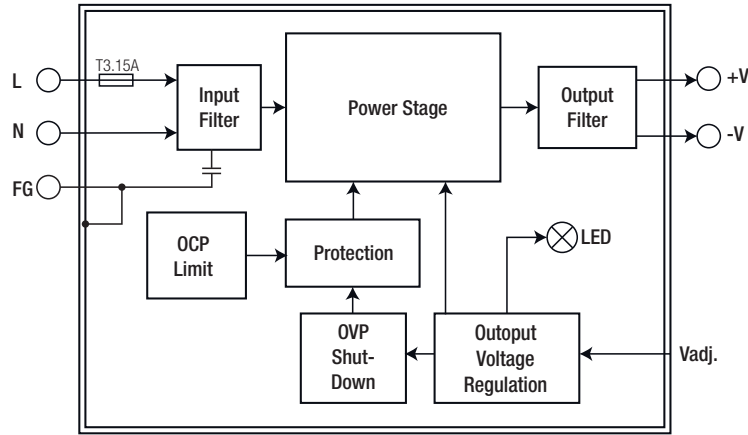 T3.15A
L
Input
Filter
Power Stage
Output
Filter
+V
N
-V
FG
OCP
Limit
Protection
LED
OVP
Shut-
Down
Outoput
Voltage
Regulation
Vadj.